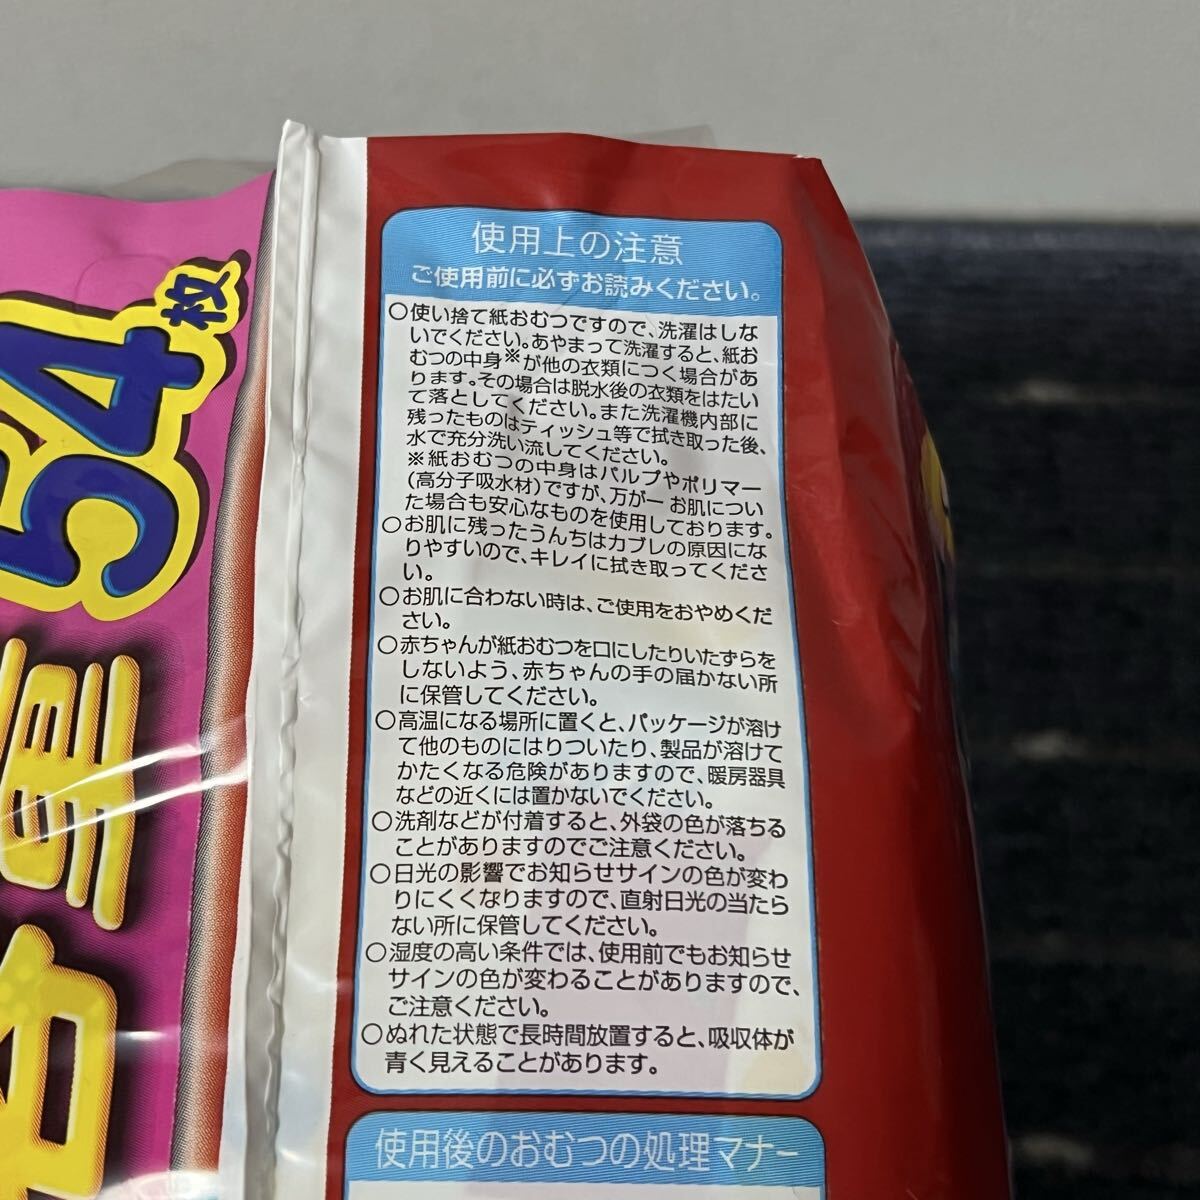 54枚
使用上の注意
ご使用前に必ずお読みください。
○使い捨て紙おむつですので、洗濯はしな
いでください。あやまって洗濯すると、紙お
むつの中身※が他の衣類につく場合があ
ります。その場合は脱水後の衣類をはたい
て落としてください。また洗濯機内部に
残ったものはティッシュ等で拭き取った後、
水で充分洗い流してください。
※紙おむつの中身はパルプやポリマー
(高分子吸水材)ですが、万が一 お肌につい
た場合も安心なものを使用しております。
○お肌に残ったうんちはカブレの原因にな
りやすいので、キレイに拭き取ってくださ
い。
○お肌に合わない時は、ご使用をおやめくだ
さい。
○赤ちゃんが紙おむつを口にしたりいたずらを
しないよう、赤ちゃんの手の届かない所
に保管してください。
○高温になる場所に置くと、パッケージが溶け
て他のものにはりついたり、製品が溶けて
かたくなる危険がありますので、暖房器具
などの近くには置かないでください。
○洗剤などが付着すると、外袋の色が落ちる
ことがありますのでご注意ください。
○日光の影響でお知らせサインの色が変わ
りにくくなりますので、直射日光の当たら
ない所に保管してください。
○湿度の高い条件では、使用前でもお知らせ
サインの色が変わることがありますので、
ご注意ください。
○ぬれた状態で長時間放置すると、吸収体が
青く見えることがあります。
使用後のおむつの処理マナー